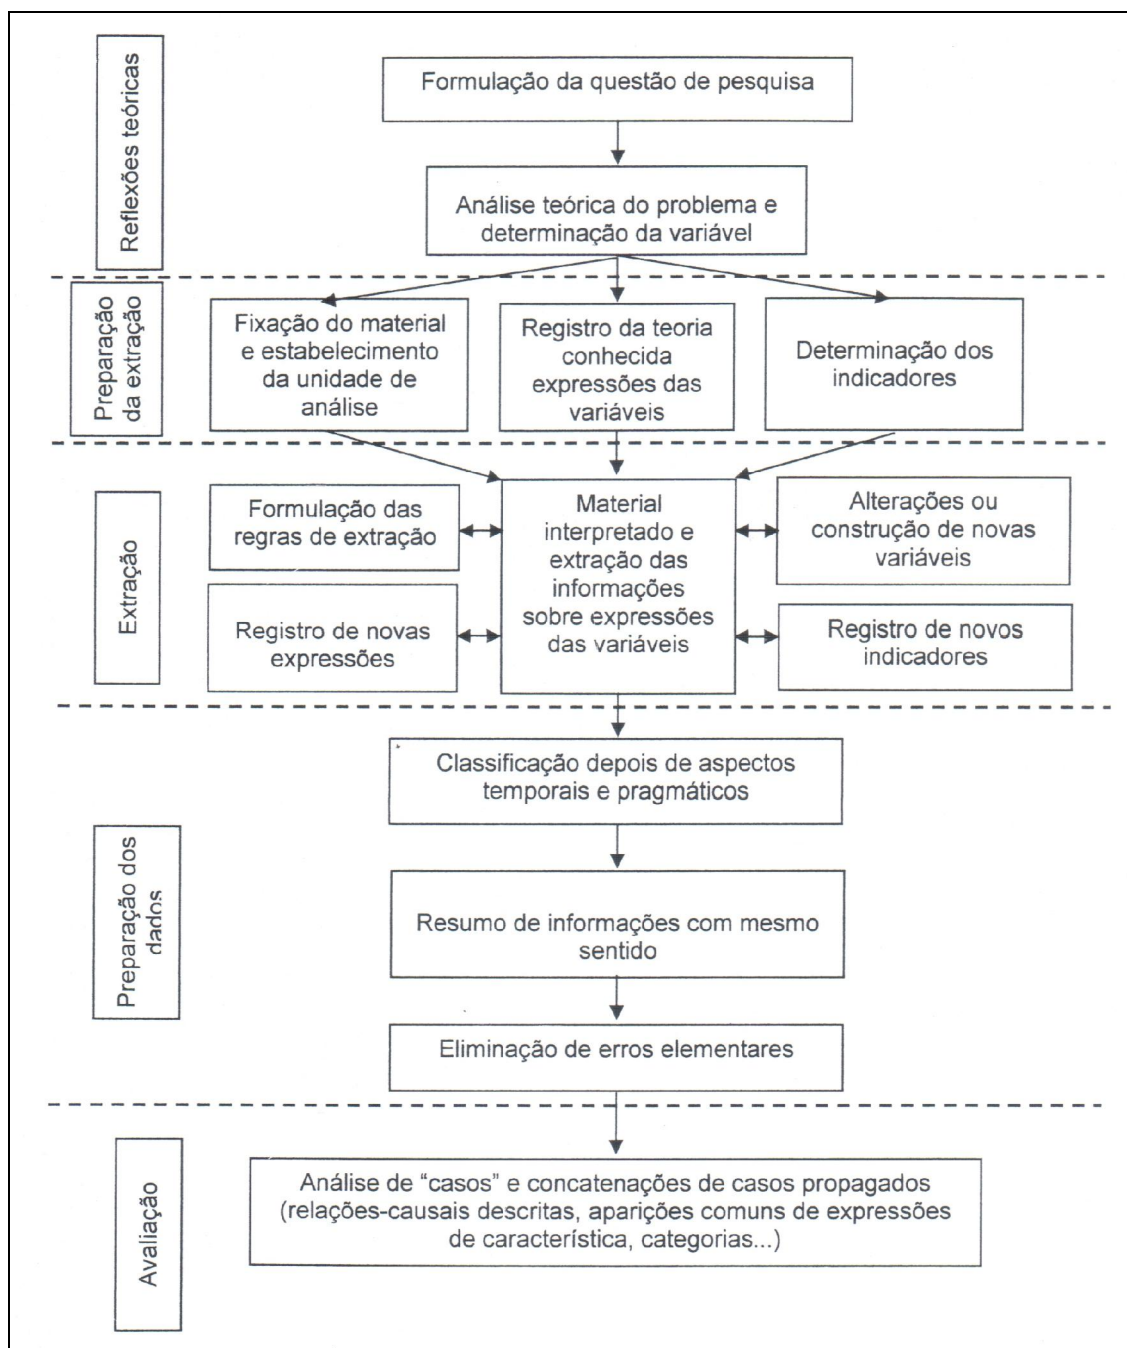 Reflexões teóricas
Formulação da questão de pesquisa
Análise teórica do problema e
determinação da variável
Preparação
da extração
Fixação do material
e estabelecimento
da unidade de
análise
Registro da teoria
conhecida
expressões das
variáveis
Determinação dos
indicadores
Extração
Formulação das
regras de extração
Registro de novas
expressões
Material
interpretado e
extração das
informações
sobre expressões
das variáveis
Alterações ou
construção de novas
variáveis
Registro de novos
indicadores
Preparação dos
dados
Classificação depois de aspectos
temporais e pragmáticos
Resumo de informações com mesmo
sentido
Eliminação de erros elementares
Avaliação
Análise de “casos” e concatenações de casos propagados
(relações-causais descritas, aparições comuns de expressões
de característica, categorias...)